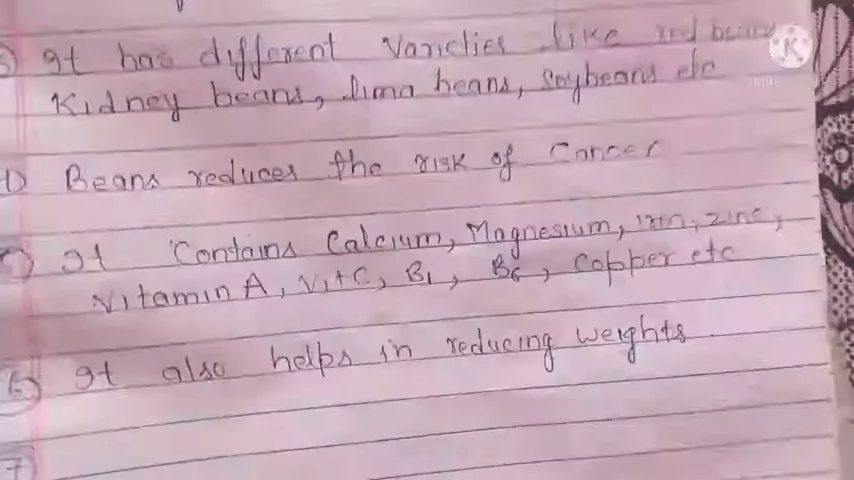 3) It has different Varieties like red beans
Kidney beans, lima beans, Soybeans etc
4) Beans reduces the risk of Cancer
5) It Contains Calcium, Magnesium, iron, zinc,
Vitamin A, Vit C, B1, B6, Copper etc
6) It also helps in reducing weights
7
K